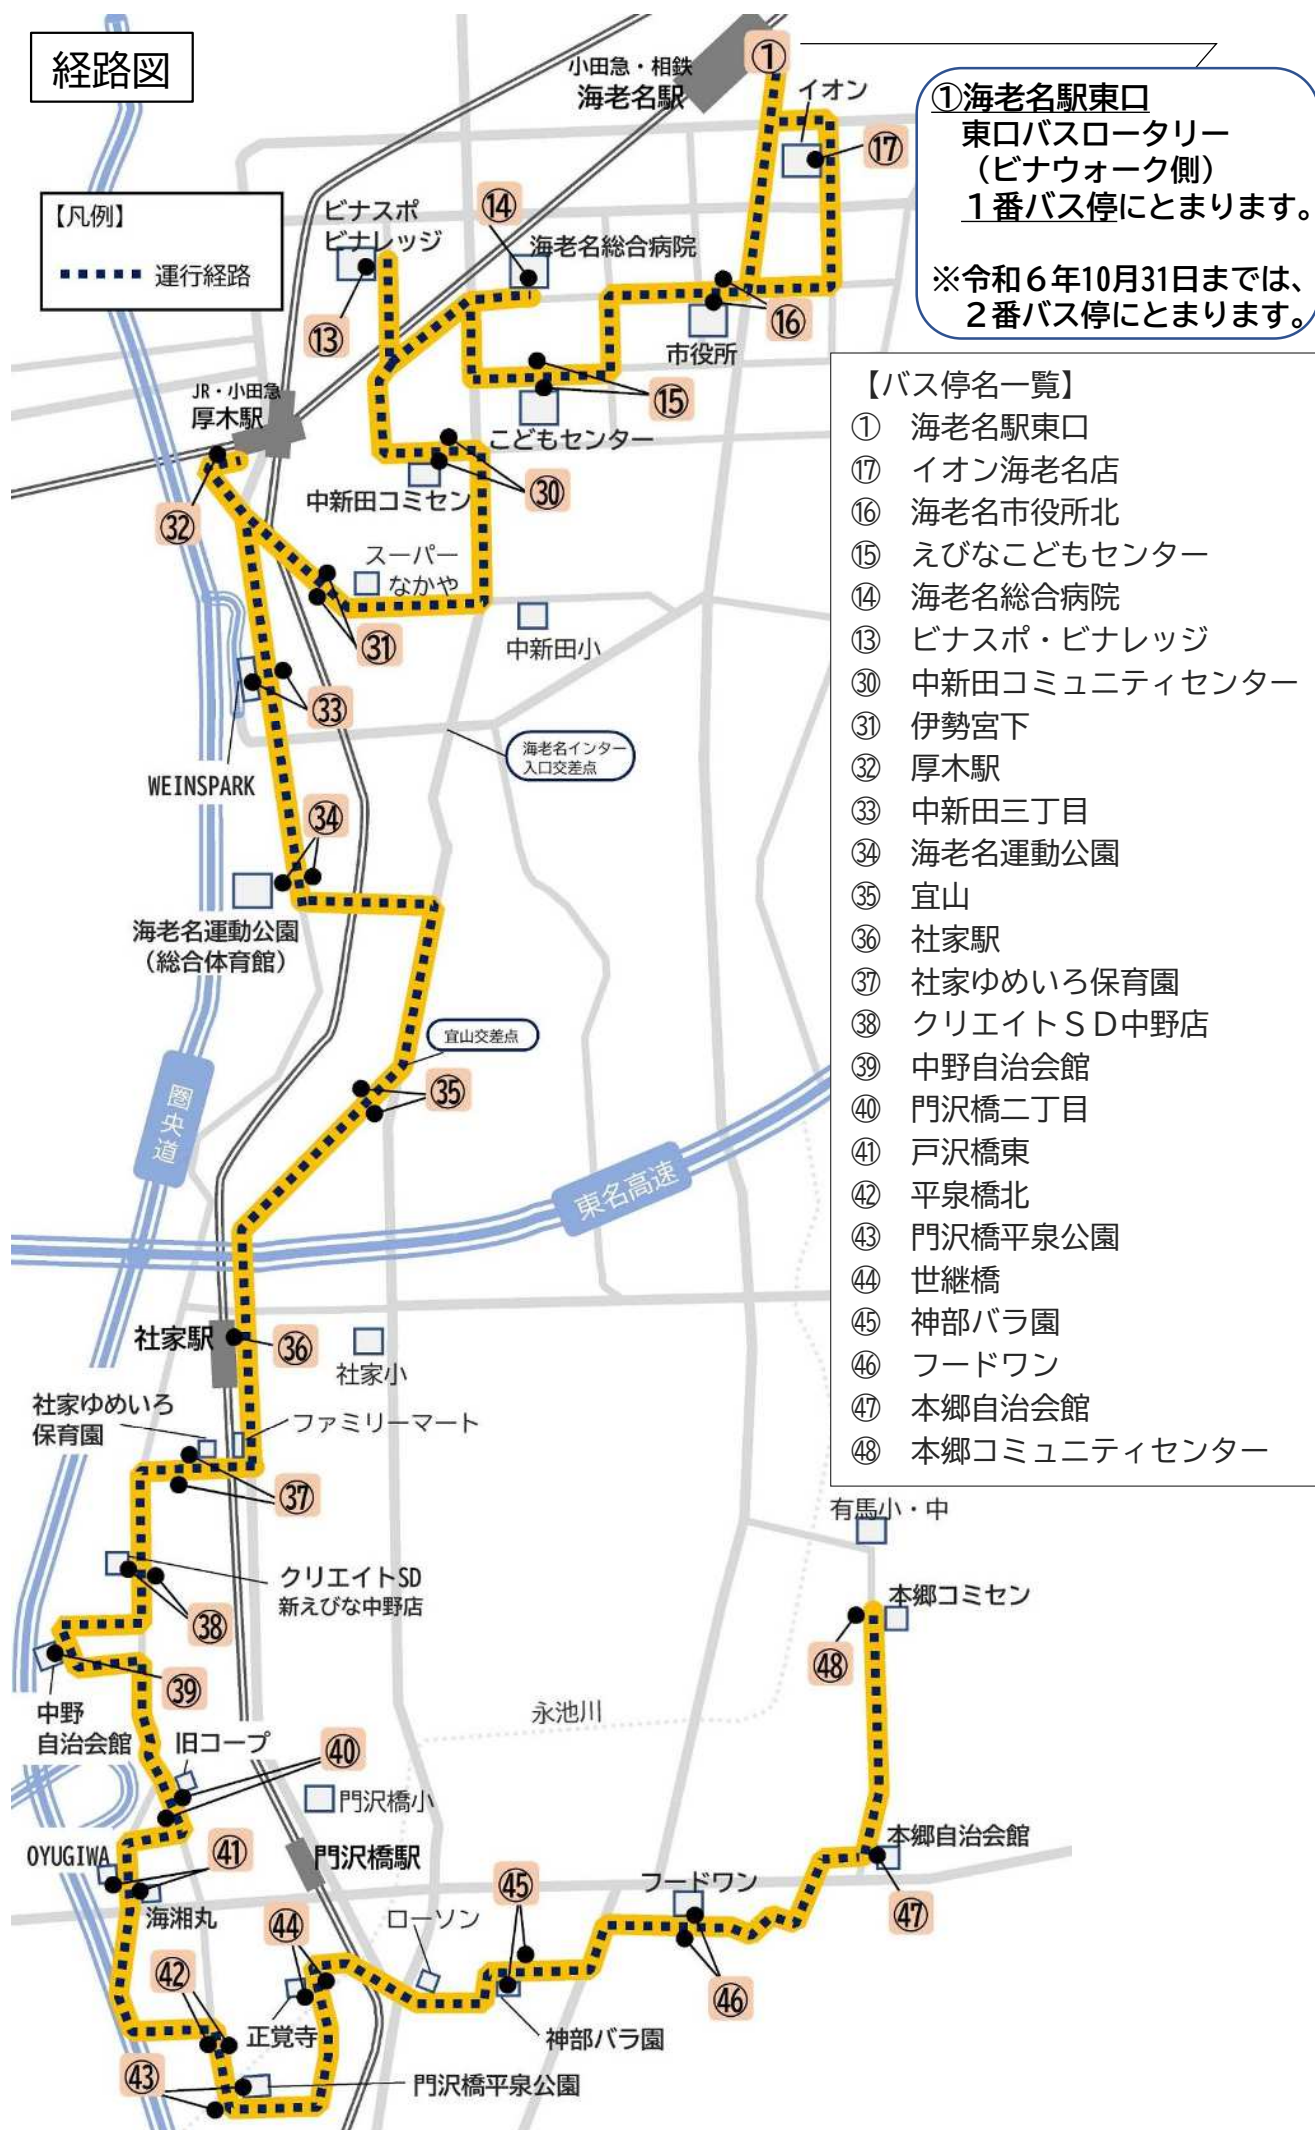 経路図
小田急・相鉄
海老名駅
①
イオン
①海老名駅東口
東口バスロータリー
（ビナウォーク側）
１番バス停にとまります。
※令和６年10月31日までは、
２番バス停にとまります。
⑰
【凡例】
運行経路
ビナスポ
ビナレッジ
⑭
海老名総合病院
⑬
⑯
市役所
JR・小田急
厚木駅
⑮
こどもセンター
㉚
中新田コミセン
㉜
スーパー
なかや
㉛
中新田小
㉝
海老名インター
入口交差点
WEINSPARK
㉞
海老名運動公園
（総合体育館）
宜山交差点
㉟
圏央道
東名高速
社家駅
㊱
社家小
社家ゆめいろ
保育園
ファミリーマート
㊲
クリエイトSD
新えびな中野店
㊳
㊴
中野
自治会館
旧コープ
㊵
門沢橋小
永池川
OYUGIWA
㊶
門沢橋駅
海湘丸
㊹
ローソン
㊺
フードワン
㊻
㊷
正覚寺
神部バラ園
㊸
門沢橋平泉公園
【バス停名一覧】
① 海老名駅東口
⑰ イオン海老名店
⑯ 海老名市役所北
⑮ えびなこどもセンター
⑭ 海老名総合病院
⑬ ビナスポ・ビナレッジ
㉚ 中新田コミュニティセンター
㉛ 伊勢宮下
㉜ 厚木駅
㉝ 中新田三丁目
㉞ 海老名運動公園
㉟ 宜山
㊱ 社家駅
㊲ 社家ゆめいろ保育園
㊳ クリエイトＳＤ中野店
㊴ 中野自治会館
㊵ 門沢橋二丁目
㊶ 戸沢橋東
㊷ 平泉橋北
㊸ 門沢橋平泉公園
㊹ 世継橋
㊺ 神部バラ園
㊻ フードワン
㊼ 本郷自治会館
㊽ 本郷コミュニティセンター
有馬小・中
本郷コミセン
㊽
本郷自治会館
㊼